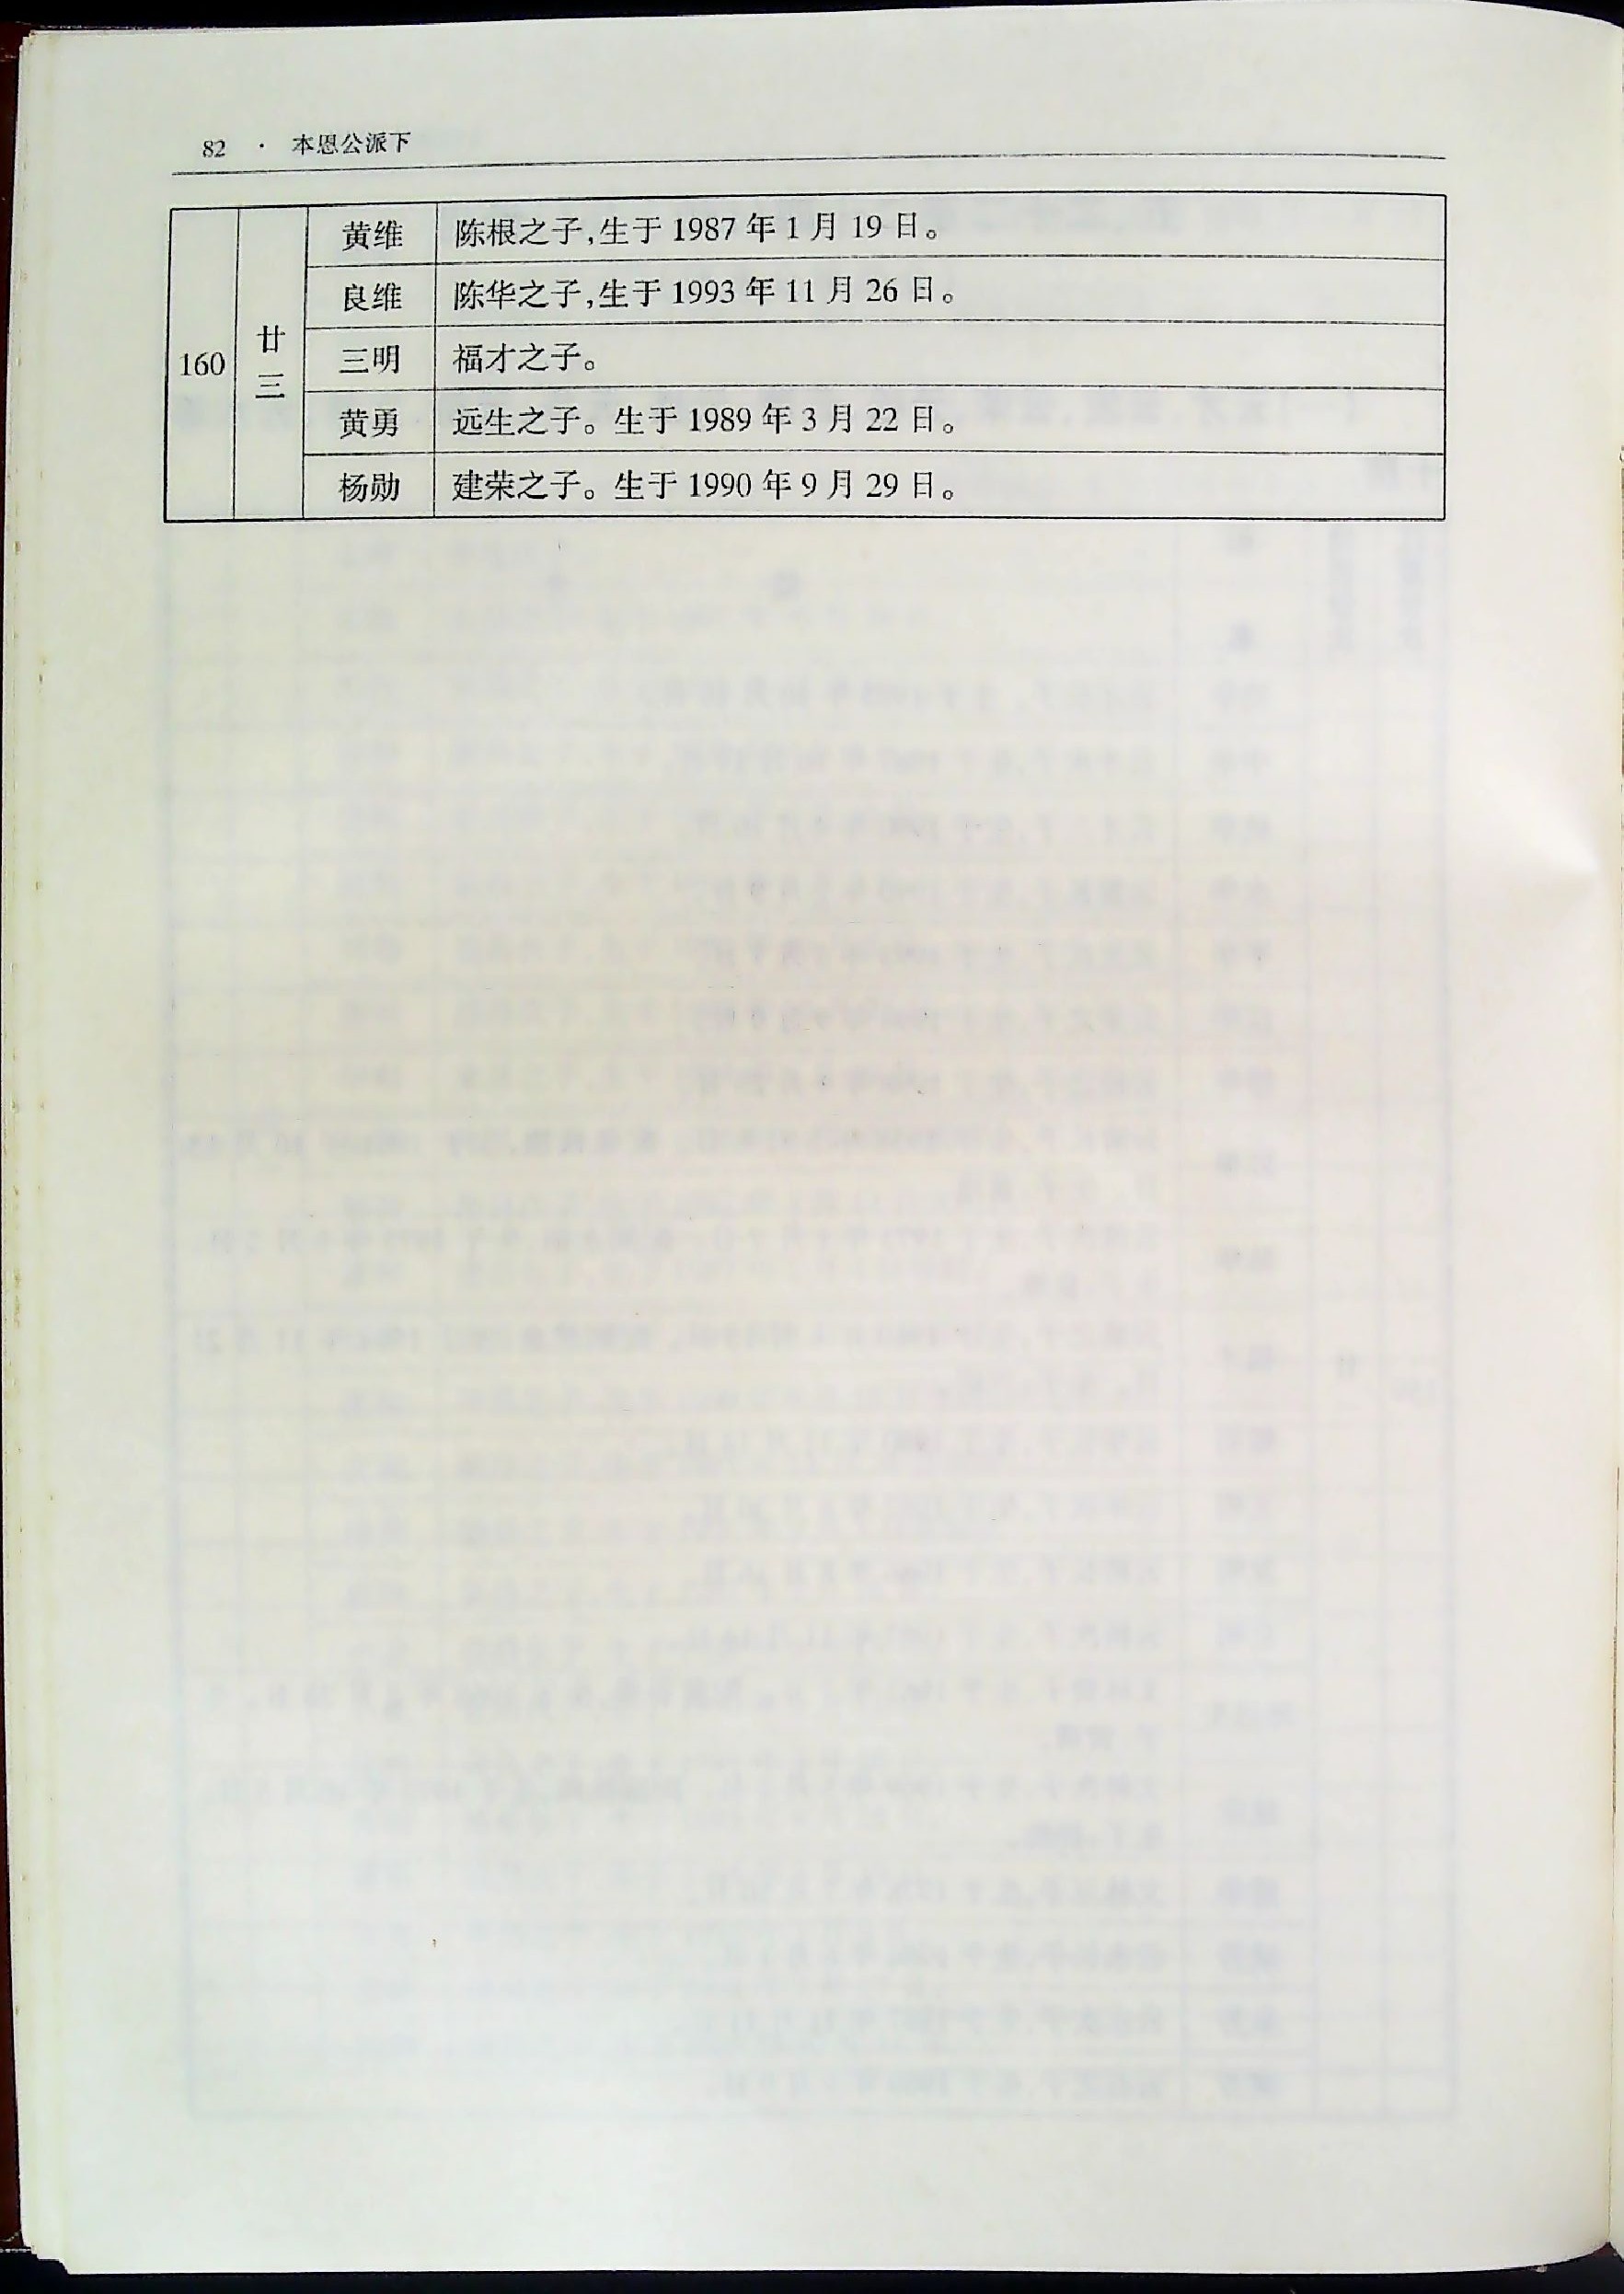 82 · 本恩公派下
160 廿三
黄维 陈根之子,生于 1987 年 1 月 19 日。
良维 陈华之子,生于 1993 年 11 月 26 日。
三明 福才之子。
黄勇 远生之子。生于 1989 年 3 月 22 日。
杨勋 建荣之子。生于 1990 年 9 月 29 日。